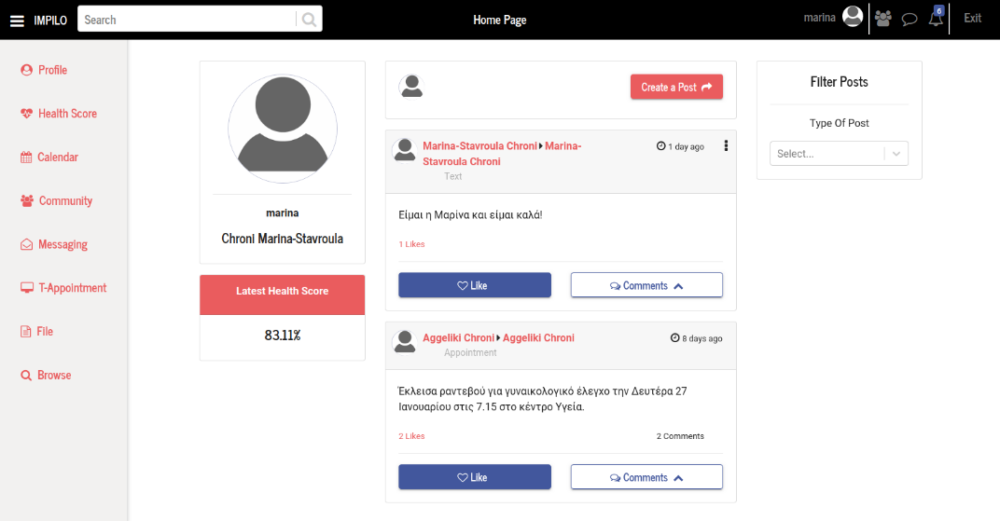 IMPILO
Search
Home Page
marina
6
Exit
Profile
Health Score
Calendar
Community
Messaging
T-Appointment
File
Browse
marina
Chroni Marina-Stavroula
Latest Health Score
83.11%
Create a Post
Marina-Stavroula Chroni Marina-
Stavroula Chroni
1 day ago
Text
Είμαι η Μαρίνα και είμαι καλά!
1 Likes
Like
Comments
Aggeliki Chroni Aggeliki Chroni
8 days ago
Appointment
Έκλεισα ραντεβού για γυναικολογικό έλεγχο την Δευτέρα 27
Ιανουαρίου στις 7.15 στο κέντρο Υγεία.
2 Likes
2 Comments
Like
Comments
Filter Posts
Type Of Post
Select...